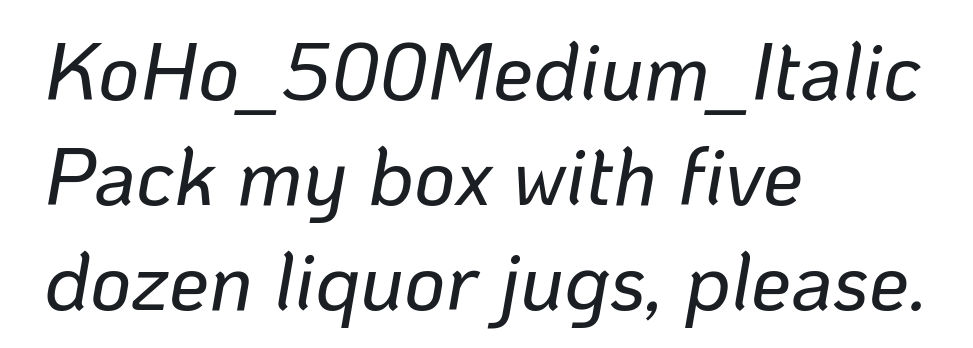 KoHo_500Medium_Italic
Pack my box with five
dozen liquor jugs, please.